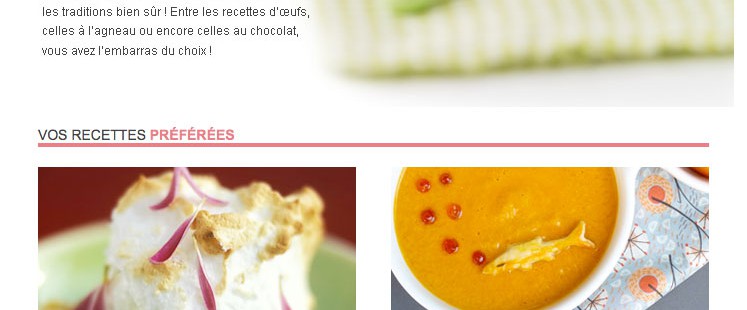 les traditions bien sûr ! Entre les recettes d'œufs,
celles à l'agneau ou encore celles au chocolat,
vous avez l'embarras du choix !
VOS RECETTES PRÉFÉRÉES